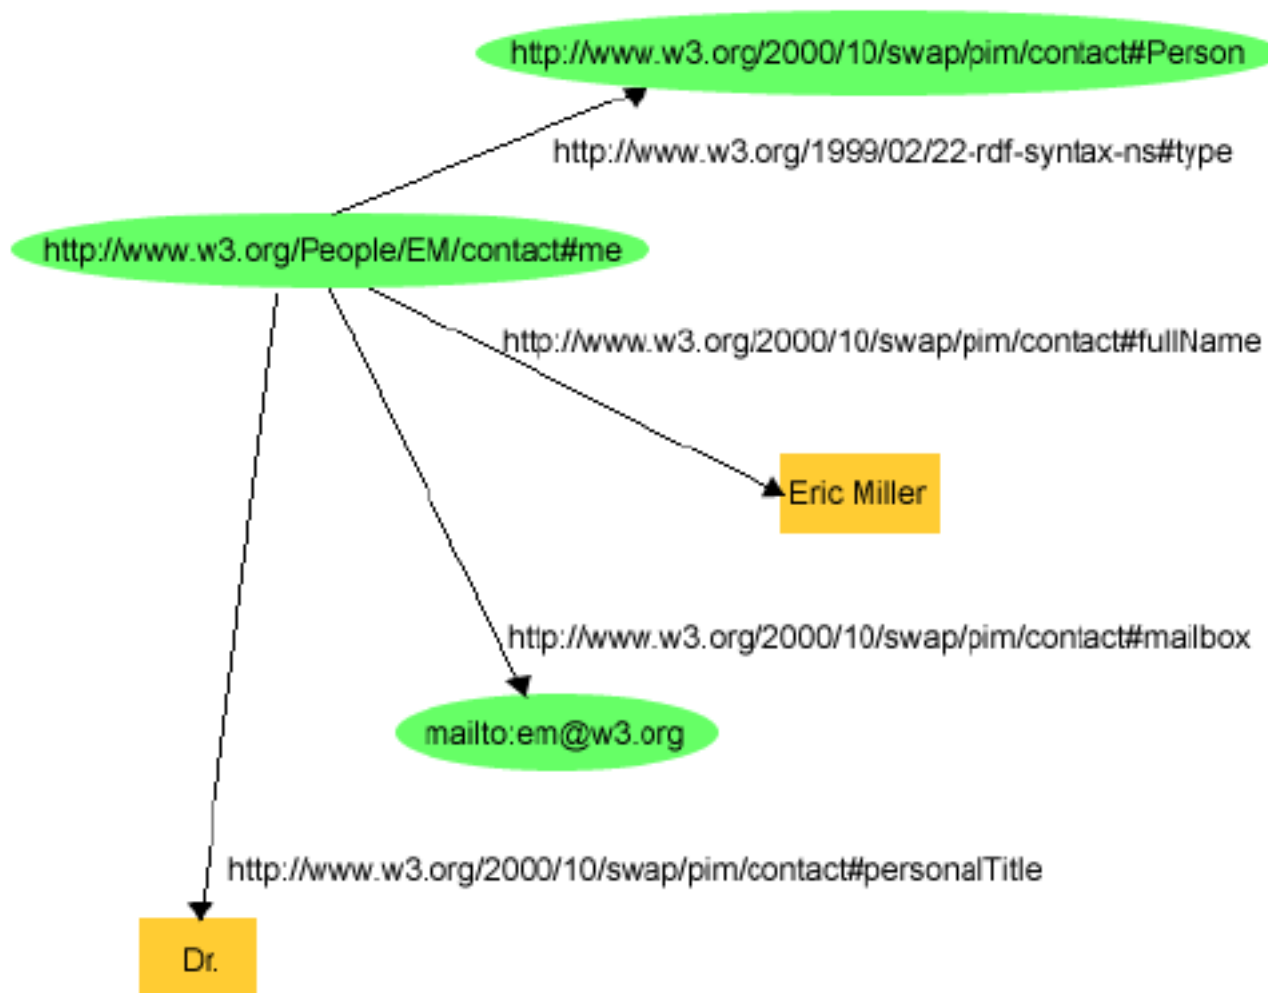 http://www.w3.org/2000/10/swap/pim/contact#Person
http://www.w3.org/1999/02/22-rdf-syntax-ns#type
http://www.w3.org/People/EM/contact#me
http://www.w3.org/2000/10/swap/pim/contact#fullName
Eric Miller
http://www.w3.org/2000/10/swap/pim/contact#mailbox
mailto:em@w3.org
http://www.w3.org/2000/10/swap/pim/contact#personalTitle
Dr.